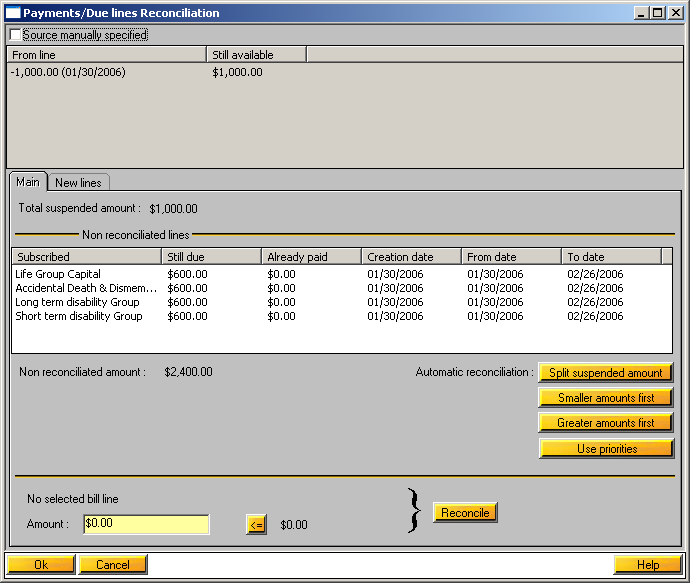 Payments/Due lines Reconciliation
Source manually specified
From line Still available
-1,000.00 (01/30/2006) $1,000.00
Main New lines
Total suspended amount : $1,000.00
Non reconciliated lines
Subscribed Still due Already paid Creation date From date To date
Life Group Capital $600.00 $0.00 01/30/2006 01/30/2006 02/26/2006
Accidental Death & Dismem... $600.00 $0.00 01/30/2006 01/30/2006 02/26/2006
Long term disability Group $600.00 $0.00 01/30/2006 01/30/2006 02/26/2006
Short term disability Group $600.00 $0.00 01/30/2006 01/30/2006 02/26/2006
Non reconciliated amount : $2,400.00 Automatic reconciliation : Split suspended amount
Smaller amounts first
Greater amounts first
Use priorities
No selected bill line
Amount : $0.00 <= $0.00 } Reconcile
Ok Cancel Help